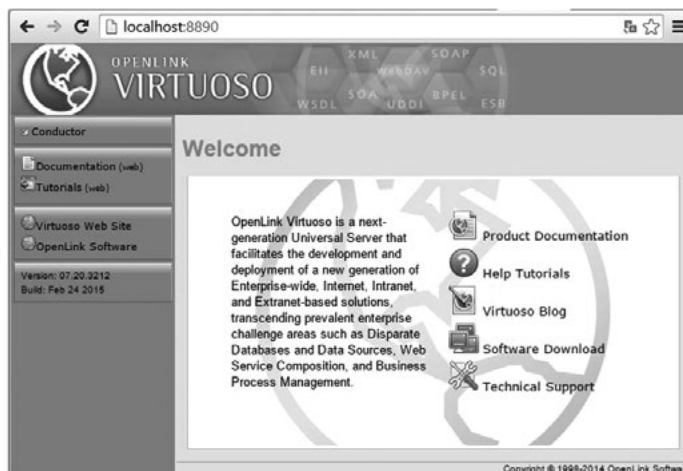 localhost:8890
OPENLINK
VIRTUOSO
XML
SOAP
EII
WebDAV
SQL
SOA
BPEL
WSDL
UDDI
ESB
Conductor
Documentation (web)
Tutorials (web)
Virtuoso Web Site
OpenLink Software
Version: 07.20.3212
Build: Feb 24 2015
Welcome
OpenLink Virtuoso is a next-
generation Universal Server that
facilitates the development and
deployment of a new generation of
Enterprise-wide, Internet, Intranet,
and Extranet-based solutions,
transcending prevalent enterprise
challenge areas such as Disparate
Databases and Data Sources, Web
Service Composition, and Business
Process Management.
Product Documentation
Help Tutorials
Virtuoso Blog
Software Download
Technical Support
Copyright © 1998-2014 OpenLink Softwa